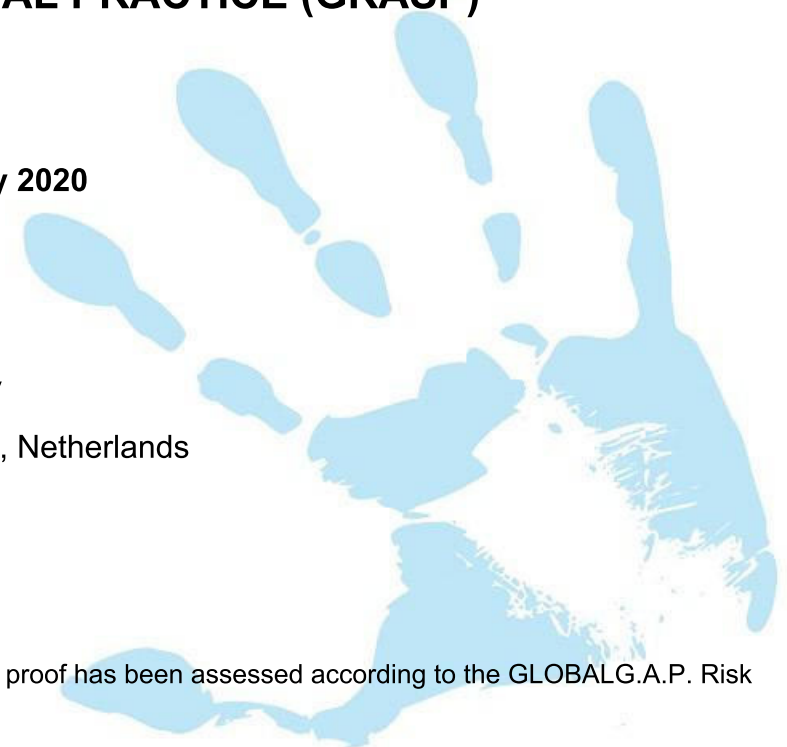 AL PRACTICE (GRASP)
y 2020
, Netherlands
proof has been assessed according to the GLOBALG.A.P. Risk